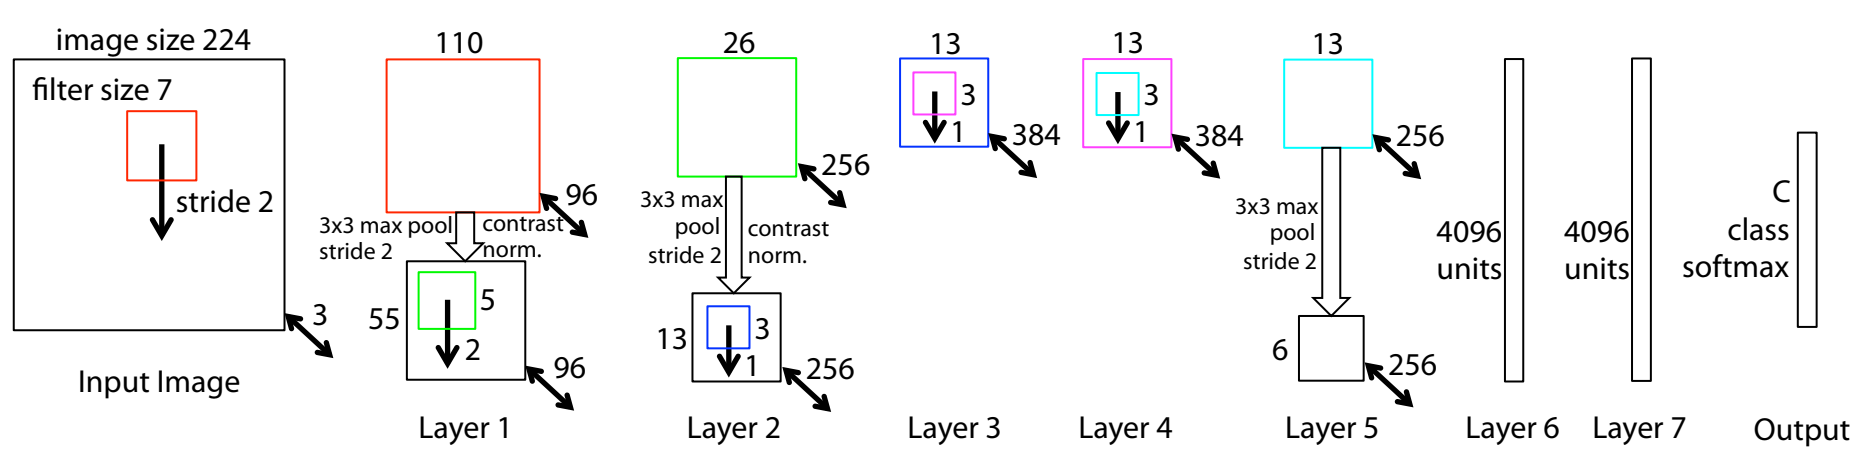 image size 224
filter size 7
stride 2
3
Input Image
110
96
3x3 max pool
stride 2
contrast
norm.
55
5
2
96
Layer 1
26
256
3x3 max
pool
stride 2
contrast
norm.
13
3
1
256
Layer 2
13
3
1
384
Layer 3
13
3
1
384
Layer 4
13
256
3x3 max
pool
stride 2
6
256
Layer 5
4096
units
Layer 6
4096
units
Layer 7
C
class
softmax
Output